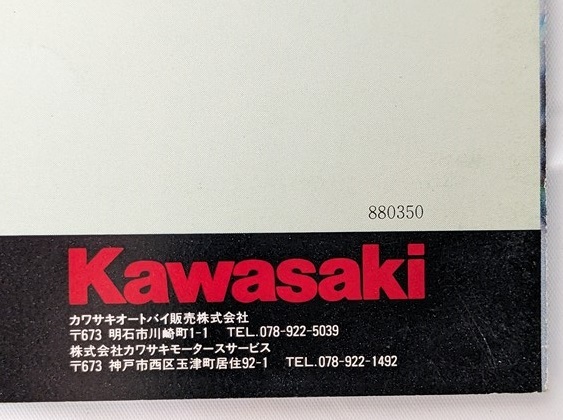 880350
Kawasaki
カワサキオートバイ販売株式会社
〒673 明石市川崎町1-1 TEL.078-922-5039
株式会社カワサキモータースサービス
〒673 神戸市西区玉津町居住92-1 TEL.078-922-1492